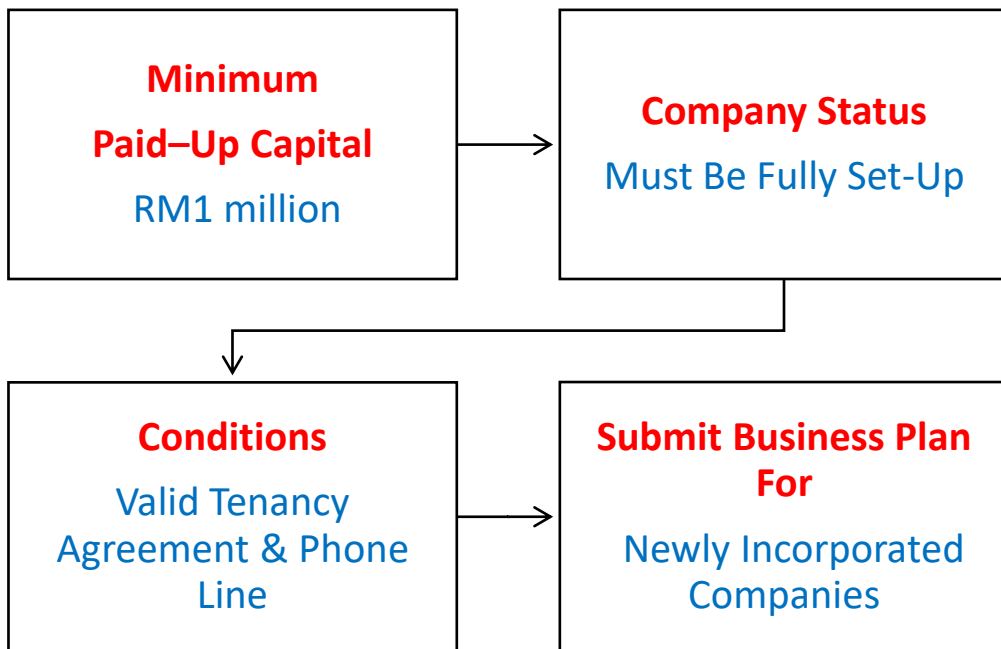 Minimum
Paid–Up Capital
RM1 million
Company Status
Must Be Fully Set-Up
Conditions
Valid Tenancy
Agreement & Phone
Line
Submit Business Plan
For
Newly Incorporated
Companies